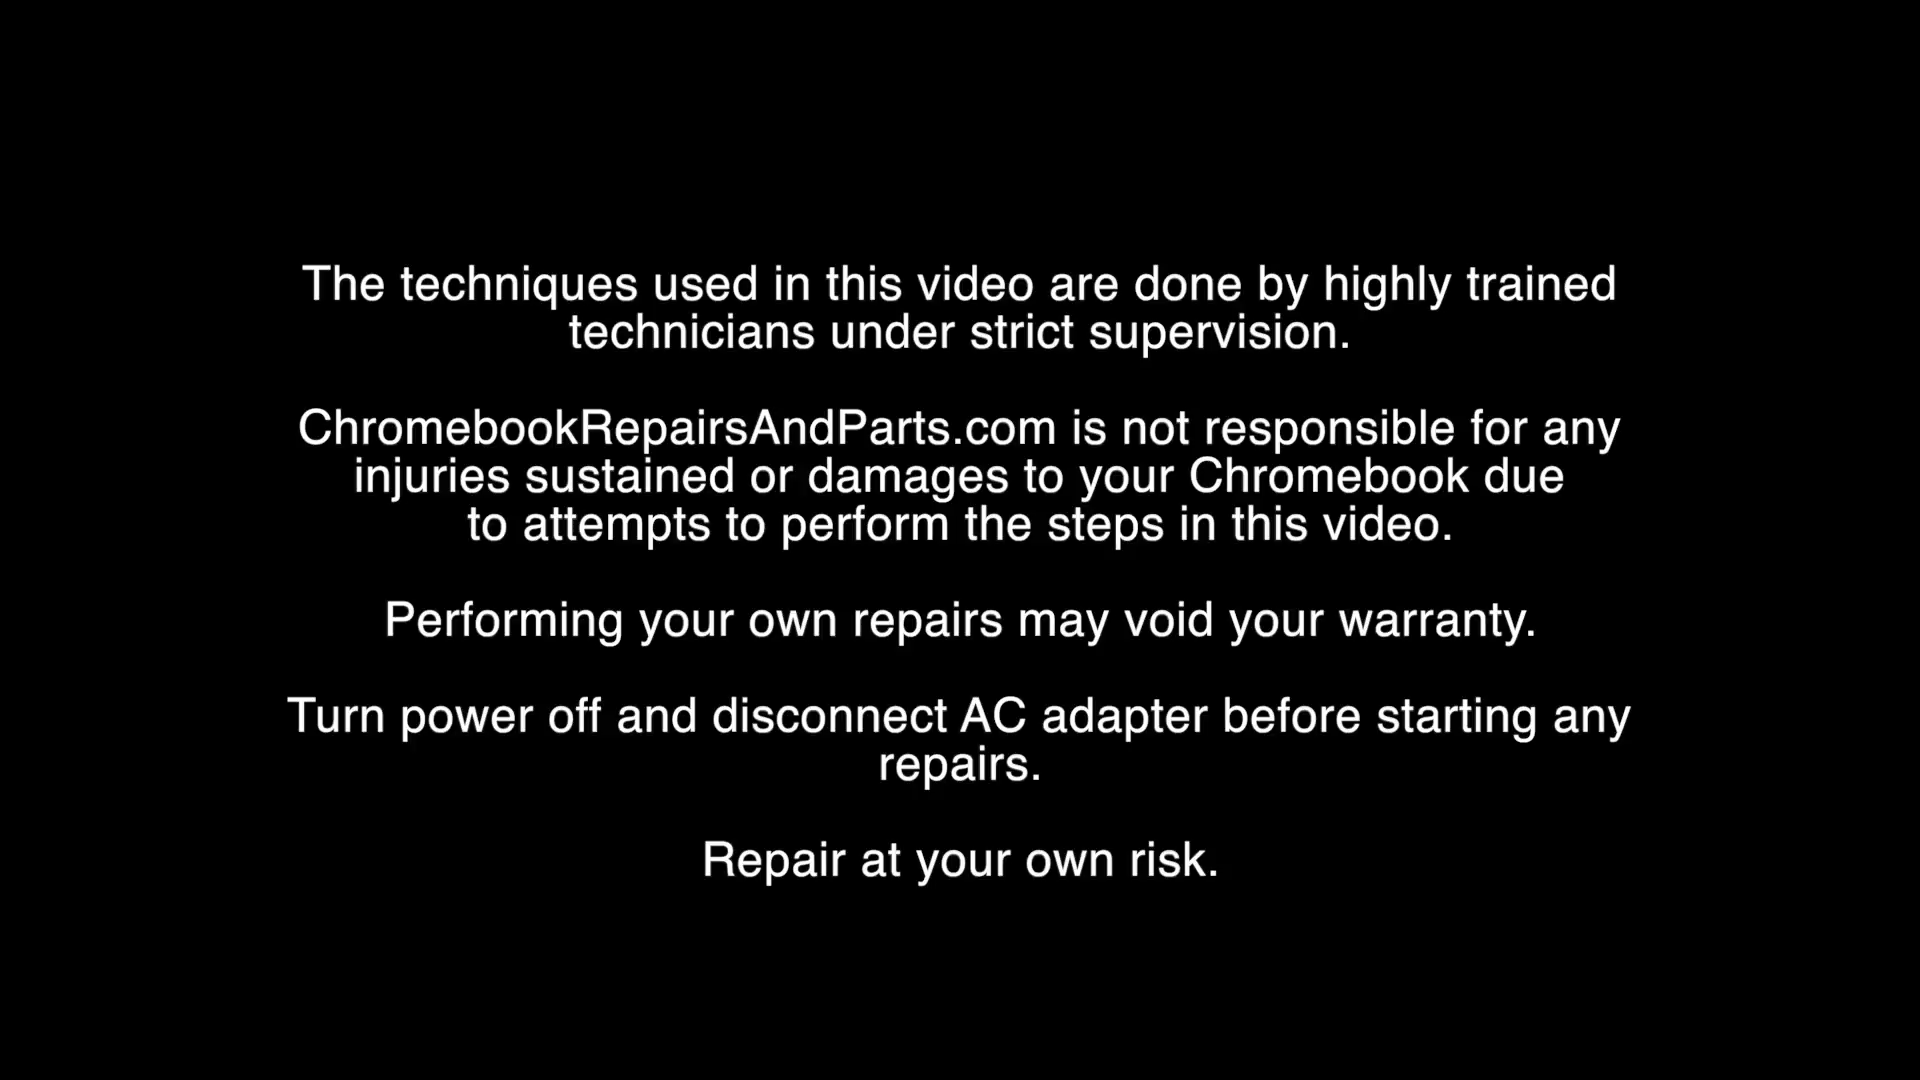 The techniques used in this video are done by highly trained
technicians under strict supervision.
ChromebookRepairsAndParts.com is not responsible for any
injuries sustained or damages to your Chromebook due
to attempts to perform the steps in this video.
Performing your own repairs may void your warranty.
Turn power off and disconnect AC adapter before starting any
repairs.
Repair at your own risk.